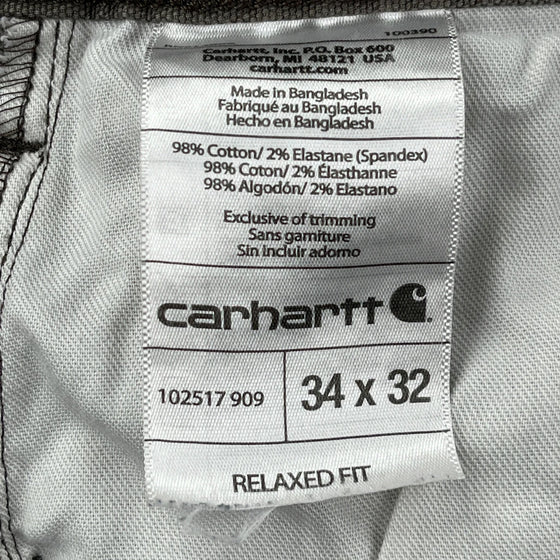 100390
Carhartt, Inc. P.O. Box 600
Dearborn, MI 48121 USA
carhartt.com
Made in Bangladesh
Fabriqué au Bangladesh
Hecho en Bangladesh
98% Cotton/ 2% Elastane (Spandex)
98% Coton/ 2% Élasthanne
98% Algodón/ 2% Elastano
Exclusive of trimming
Sans garniture
Sin incluir adorno
carhartt
102517 909
34 x 32
RELAXED FIT